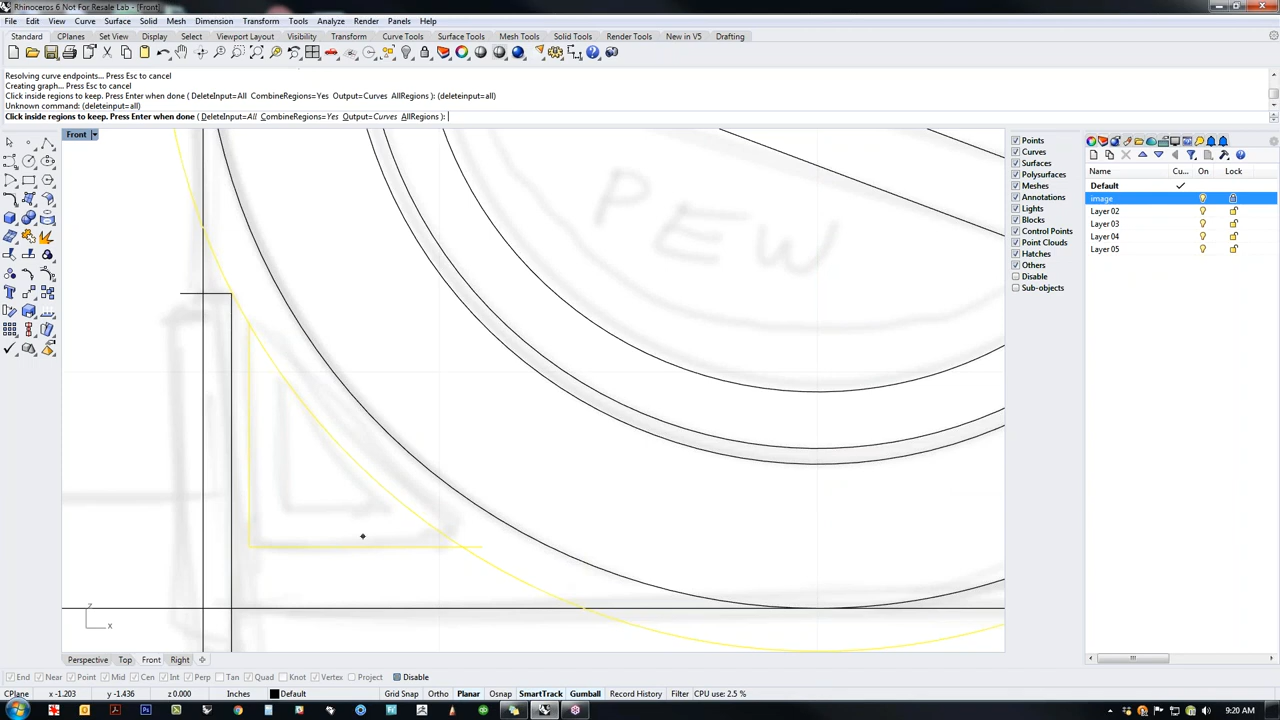 Rhinoceros 6 Not For Resale Lab - [Front]
File Edit View Curve Surface Solid Mesh Dimension Transform Tools Analyze Render Panels Help
Standard CPlanes Set View Display Select Viewport Layout Visibility Transform Curve Tools Surface Tools Solid Tools Mesh Tools Render Tools New in V5 Drafting
Resolving curve endpoints... Press Esc to cancel
Creating graph... Press Esc to cancel
Click inside regions to keep. Press Enter when done ( DeleteInput=All CombineRegions=Yes Output=Curves AllRegions ): (deleteinput=all)
Unknown command: (deleteinput=all)
Click inside regions to keep. Press Enter when done ( DeleteInput=All CombineRegions=Yes Output=Curves AllRegions ):
Front
PEW
z
x
Points
Curves
Surfaces
Polysurfaces
Meshes
Annotations
Lights
Blocks
Control Points
Point Clouds
Hatches
Others
Disable
Sub-objects
Name Cu... On Lock
Default
image
Layer 02
Layer 03
Layer 04
Layer 05
Perspective Top Front Right
End Near Point Mid Cen Int Perp Tan Quad Knot Vertex Project Disable
CPlane x -1.203 y -1.436 z 0.000 Inches Default Grid Snap Ortho Planar Osnap SmartTrack Gumball Record History Filter CPU use: 2.5 %
9:20 AM